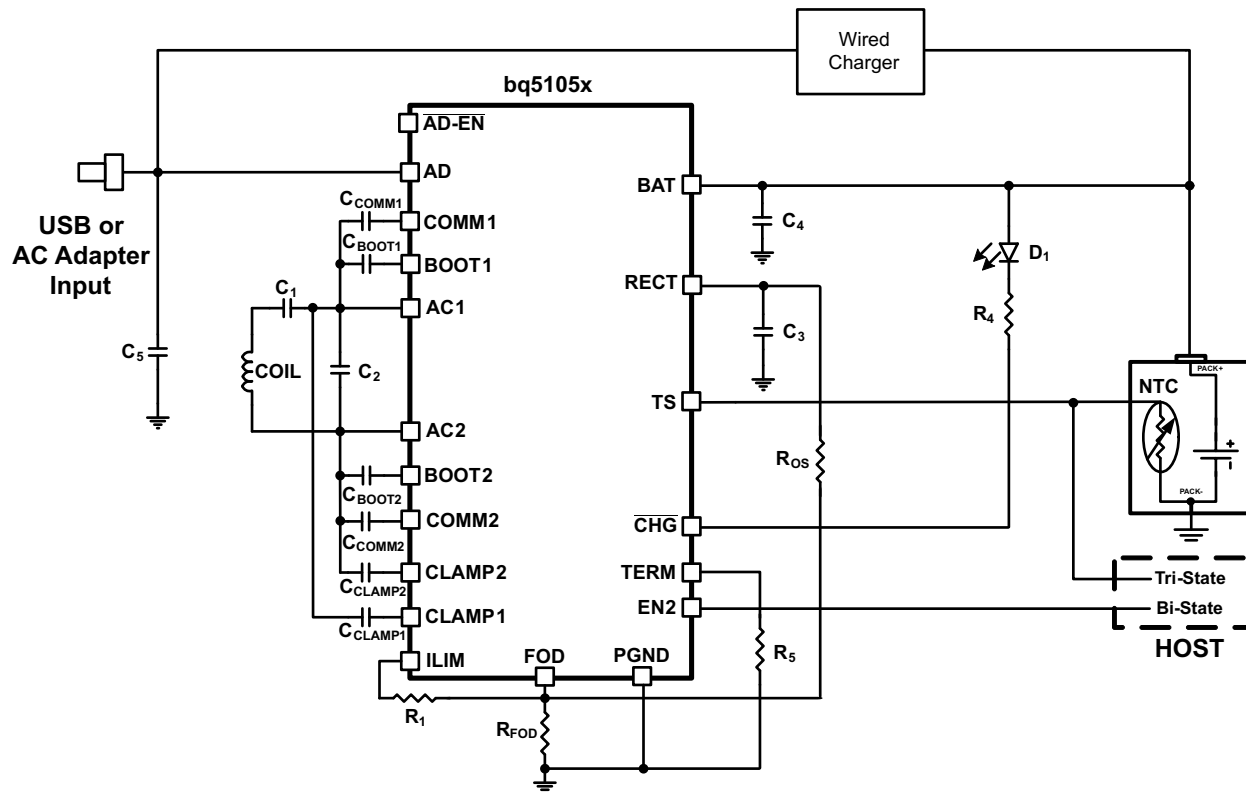 Wired
Charger
bq5105x
AD-EN
AD
USB or
AC Adapter
Input
CCOMM1
COMM1
CBOOT1
BOOT1
C1
AC1
C5
COIL
C2
AC2
BOOT2
CBOOT2
COMM2
CCOMM2
CLAMP2
CCLAMP2
CLAMP1
CCLAMP1
ILIM
FOD
PGND
R1
RFOD
BAT
C4
D1
RECT
C3
R4
TS
ROS
CHG
TERM
EN2
R5
PACK+
NTC
+
PACK-
Tri-State
Bi-State
HOST